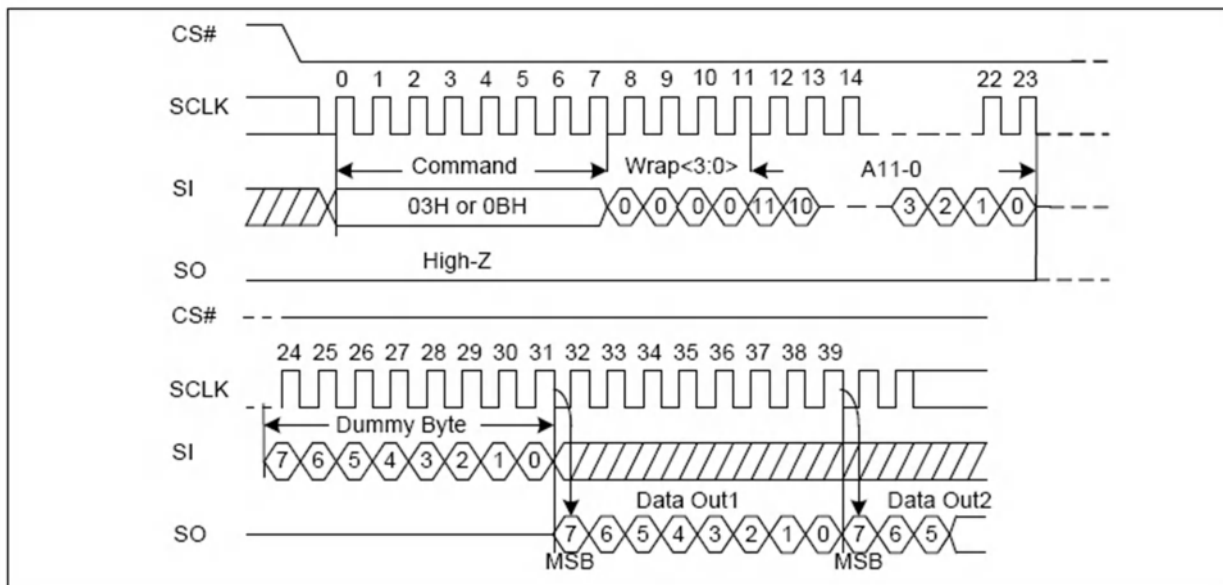 CS#
0 1 2 3 4 5 6 7 8 9 10 11 12 13 14 22 23
SCLK
Command Wrap<3:0> A11-0
SI
03H or 0BH 0 0 0 0 11 10 3 2 1 0
High-Z
SO
CS#
24 25 26 27 28 29 30 31 32 33 34 35 36 37 38 39
SCLK
Dummy Byte
SI
7 6 5 4 3 2 1 0
Data Out1 Data Out2
SO
7 6 5 4 3 2 1 0 7 6 5
MSB MSB